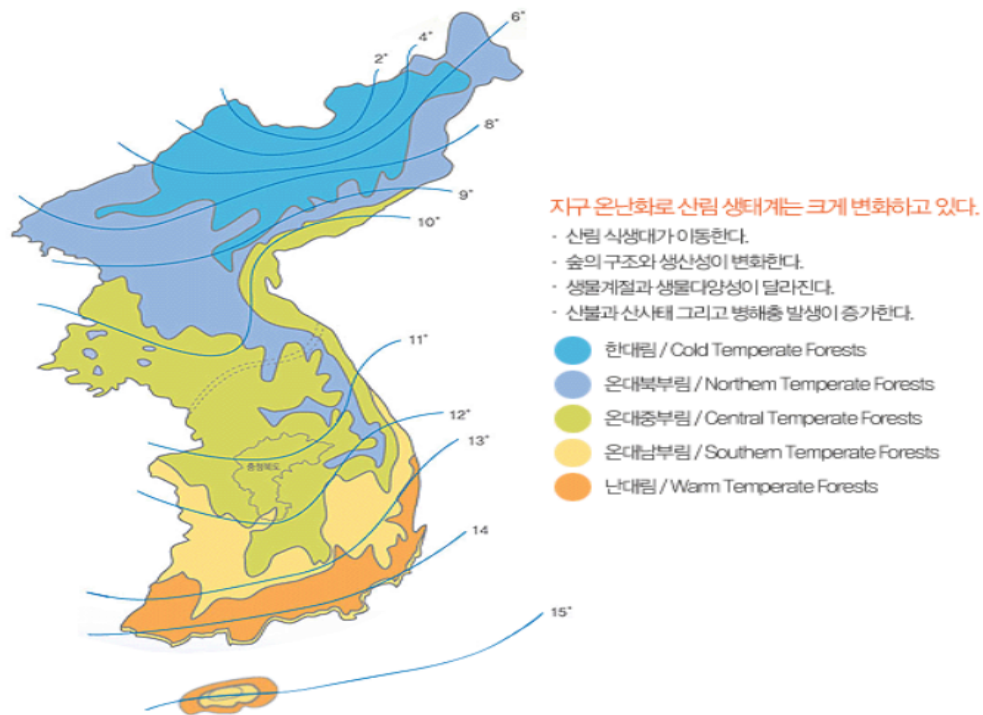 6°
4°
2°
8°
9°
10°
11°
12°
13°
14
15°
충청북도
지구 온난화로 산림 생태계는 크게 변화하고 있다.
· 산림 식생대가 이동한다.
· 숲의 구조와 생산성이 변화한다.
· 생물계절과 생물다양성이 달라진다.
· 산불과 산사태 그리고 병해충 발생이 증가한다.
한대림 / Cold Temperate Forests
온대북부림 / Northern Temperate Forests
온대중부림 / Central Temperate Forests
온대남부림 / Southern Temperate Forests
난대림 / Warm Temperate Forests